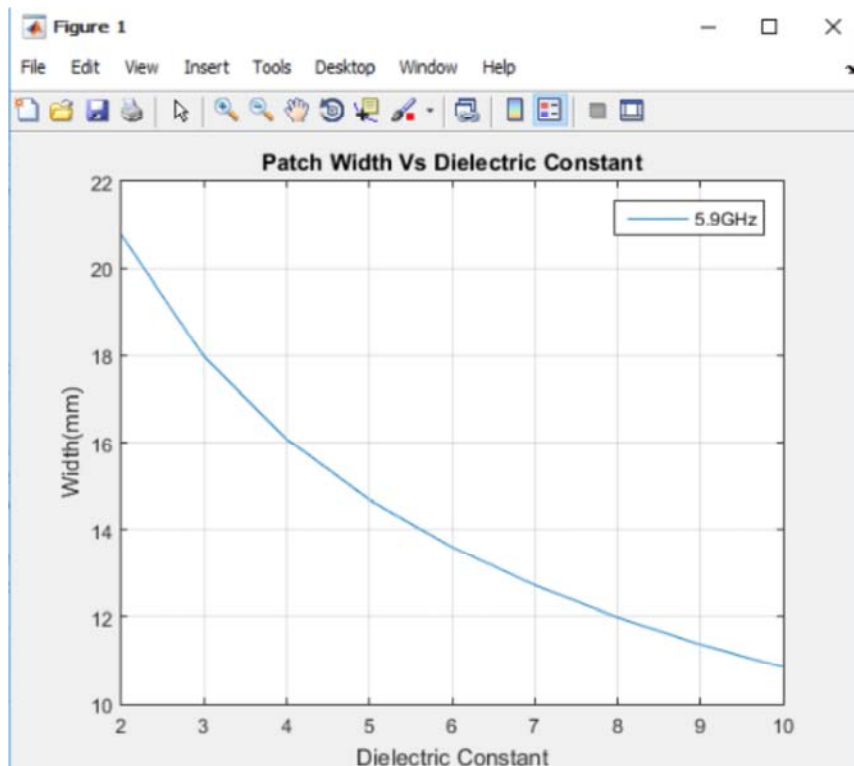 Figure 1
File Edit View Insert Tools Desktop Window Help
Patch Width Vs Dielectric Constant
5.9GHz
22
20
18
16
14
12
10
Width(mm)
2 3 4 5 6 7 8 9 10
Dielectric Constant